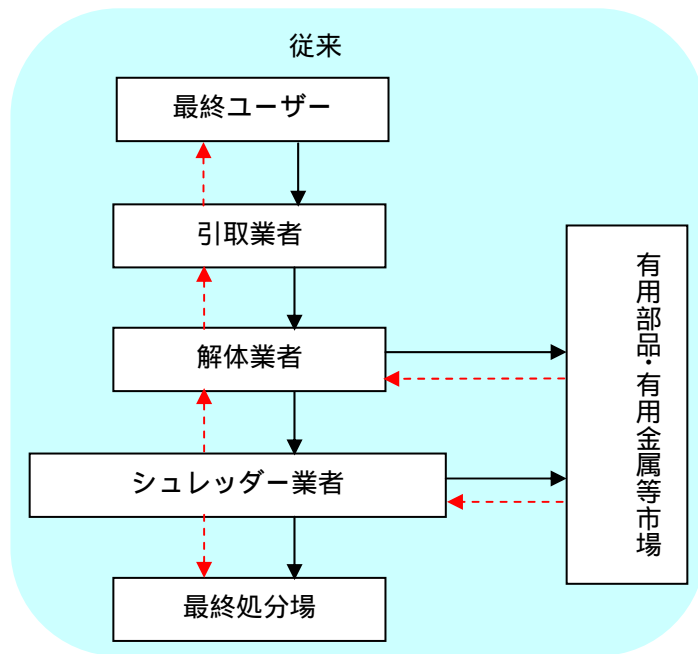 従来
最終ユーザー
引取業者
解体業者
シュレッダー業者
最終処分場
有用部品・有用金属等市場